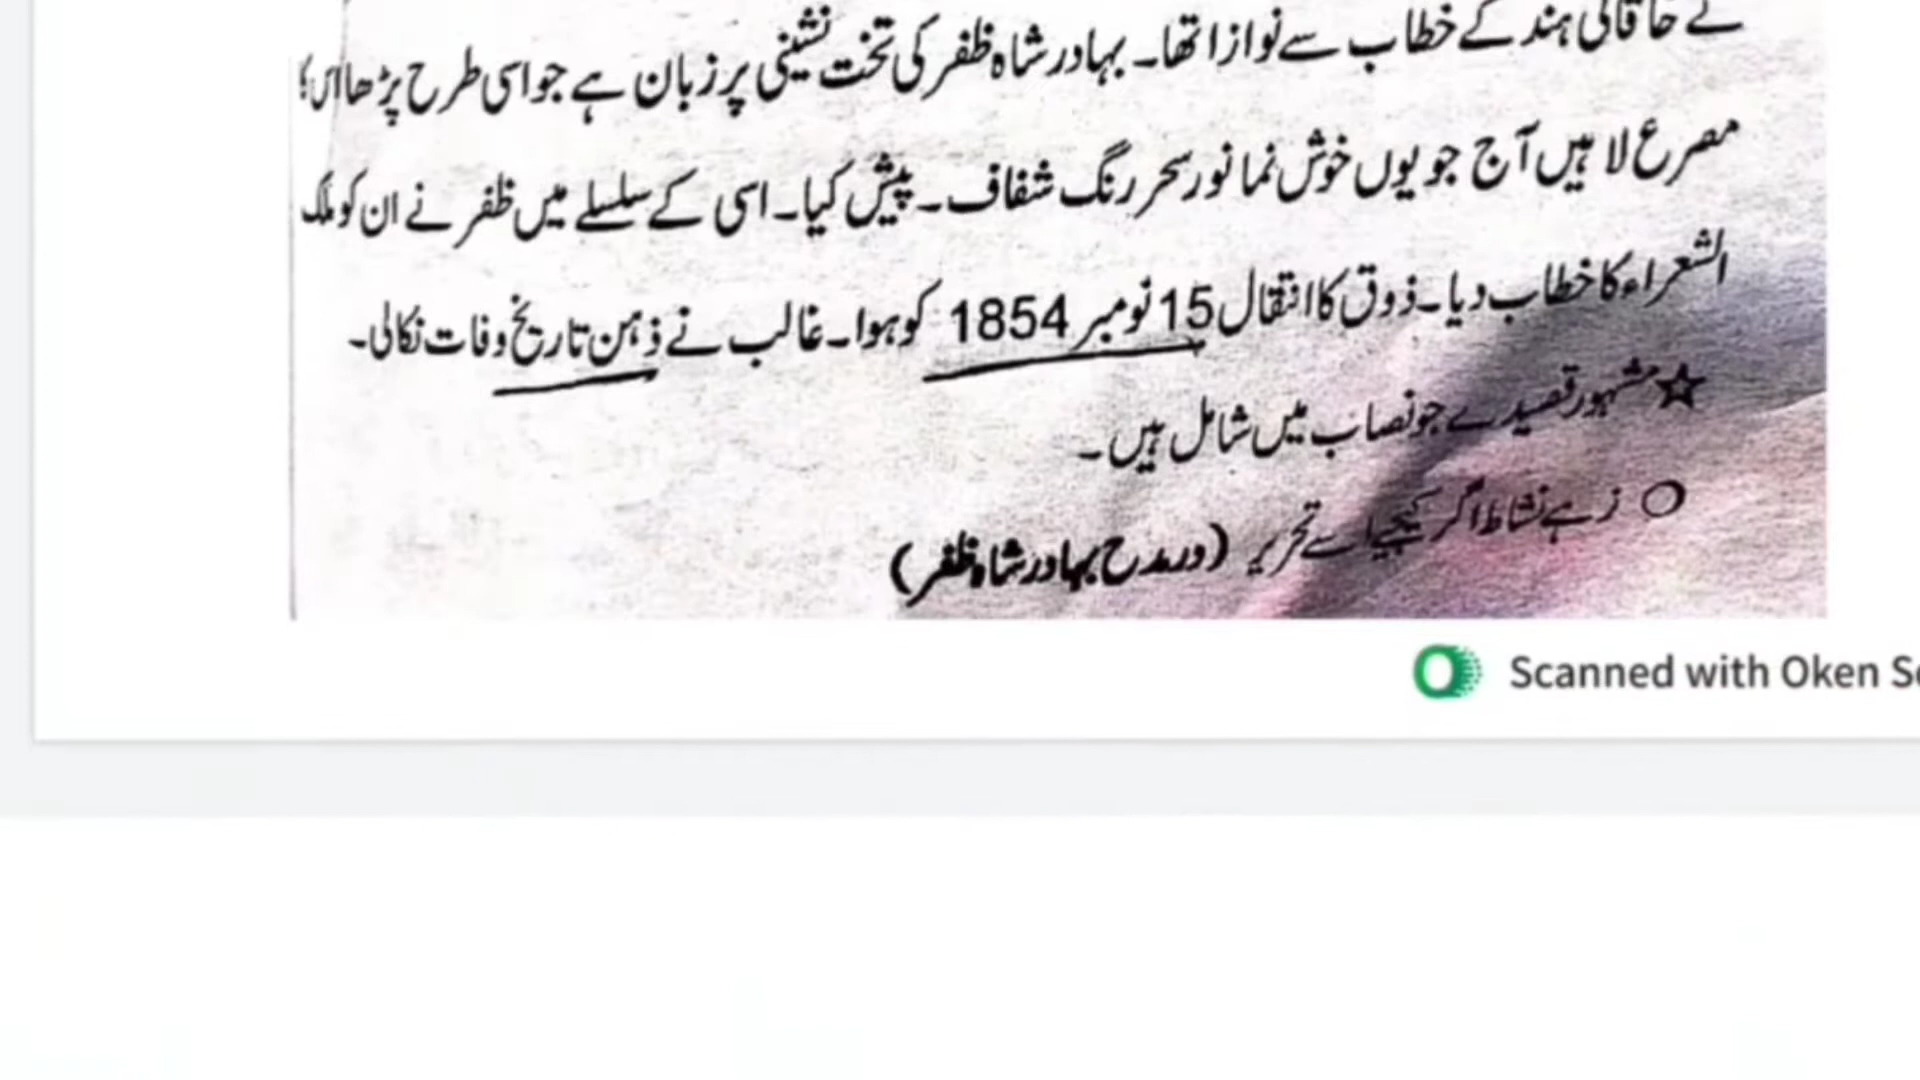 نے خاقانی ہند کے خطاب سے نوازا تھا۔ بہادر شاہ ظفر کی تخت نشینی پر زبان ہے جو اسی طرح پڑھا اس کا
مصرع لا ہیں آج جو یوں خوش نما نور سحر رنگ شفاف۔ پیش کیا۔ اسی کے سلسلے میں ظفر نے ان کو ملک
الشعراء کا خطاب دیا۔ ذوق کا انتقال 15 نومبر 1854 کو ہوا۔ غالب نے ذہن تاریخ وفات نکالی۔
☆ مشہور قصیدے جو نصاب میں شامل ہیں۔
○ زہے نشاط اگر کیجیے اسے تحریر (در مدح بہادر شاہ ظفر)
Scanned with Oken